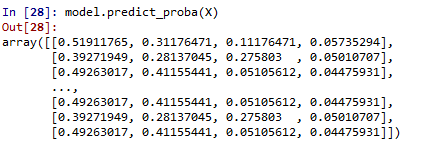 In [28]: model.predict_proba(X)
Out[28]:
array([[0.51911765, 0.31176471, 0.11176471, 0.05735294],
[0.39271949, 0.28137045, 0.275803  , 0.05010707],
[0.49263017, 0.41155441, 0.05105612, 0.04475931],
...,
[0.49263017, 0.41155441, 0.05105612, 0.04475931],
[0.39271949, 0.28137045, 0.275803  , 0.05010707],
[0.49263017, 0.41155441, 0.05105612, 0.04475931]])